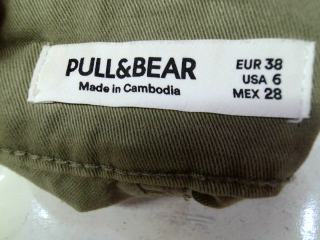 PULL&BEAR
Made in Cambodia
EUR 38
USA 6
MEX 28